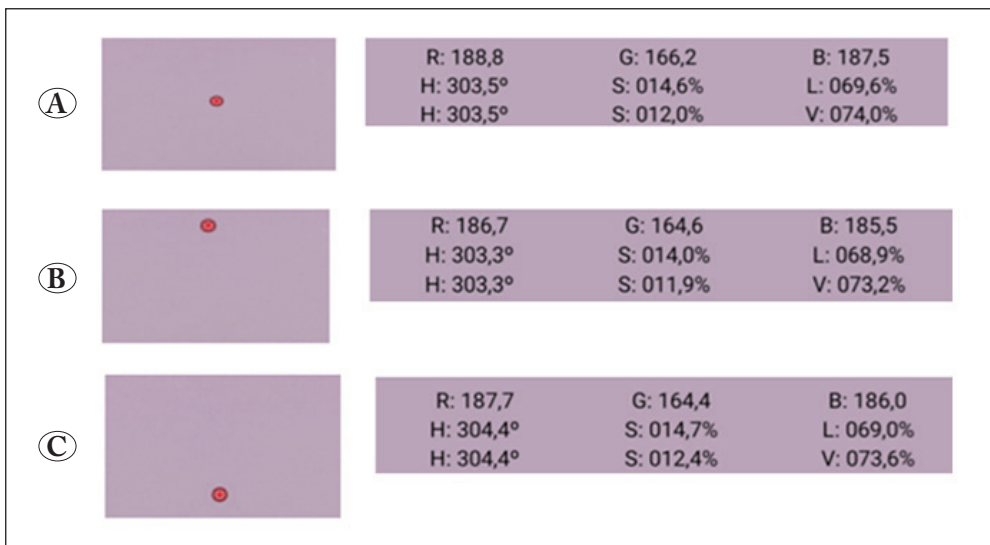 A
R: 188,8 G: 166,2 B: 187,5
H: 303,5º S: 014,6% L: 069,6%
H: 303,5º S: 012,0% V: 074,0%
B
R: 186,7 G: 164,6 B: 185,5
H: 303,3º S: 014,0% L: 068,9%
H: 303,3º S: 011,9% V: 073,2%
C
R: 187,7 G: 164,4 B: 186,0
H: 304,4º S: 014,7% L: 069,0%
H: 304,4º S: 012,4% V: 073,6%